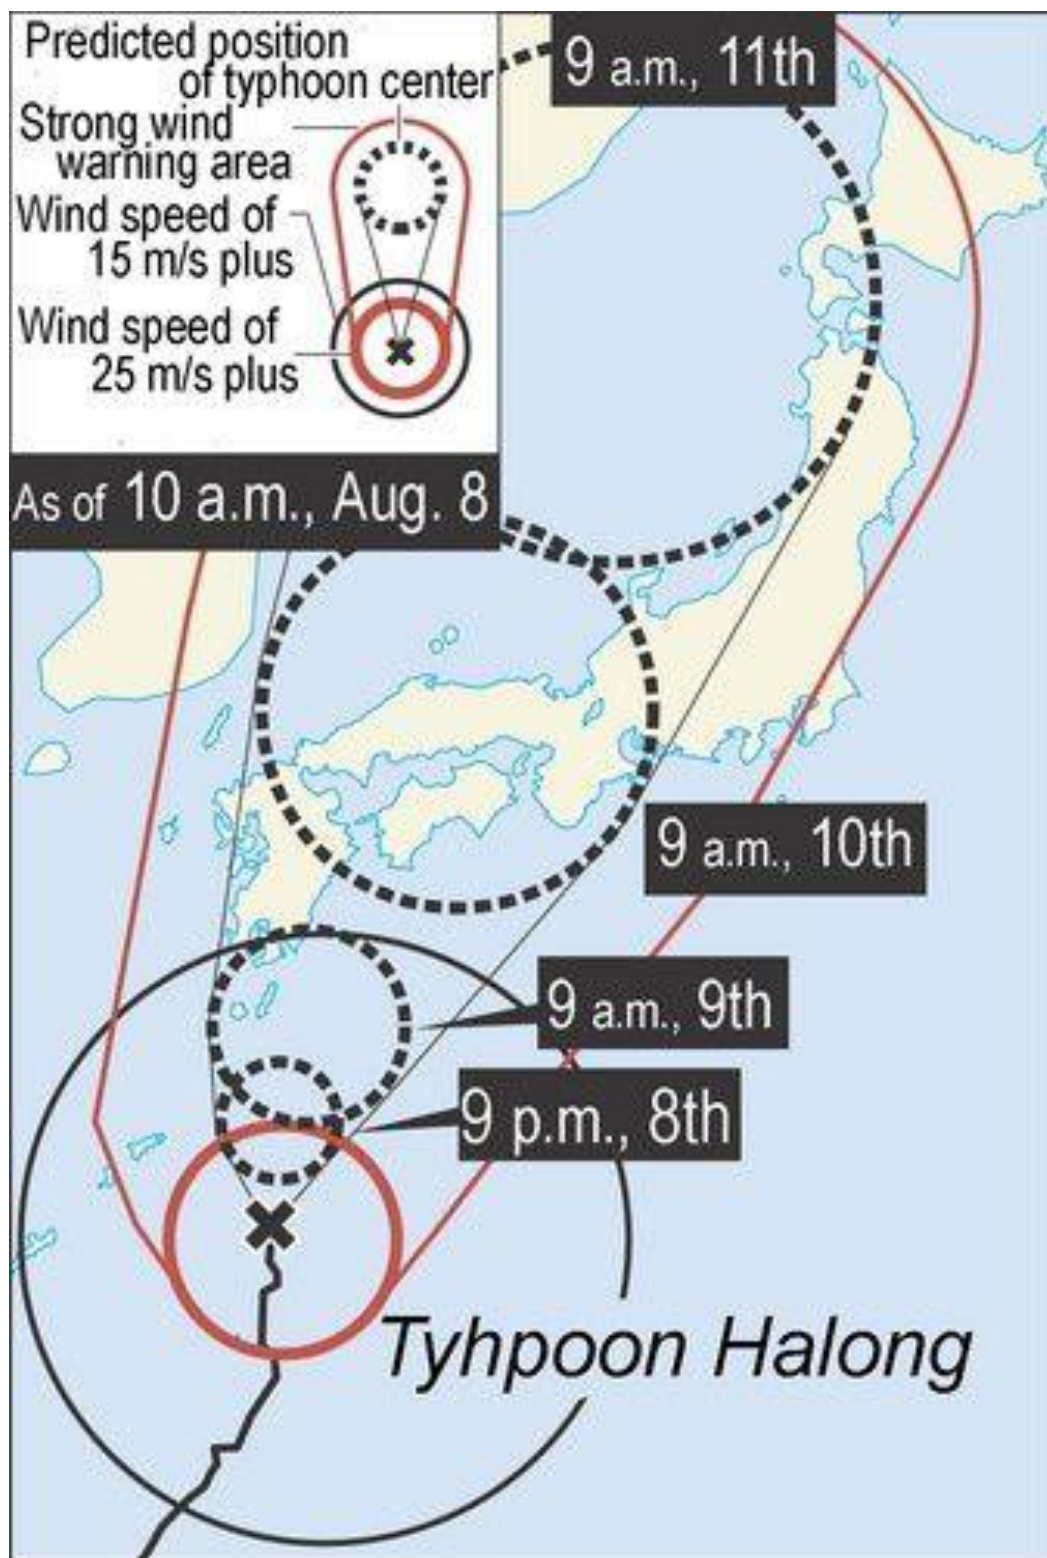 Predicted position
of typhoon center
Strong wind
warning area
Wind speed of
15 m/s plus
Wind speed of
25 m/s plus
As of 10 a.m., Aug. 8
9 a.m., 11th
9 a.m., 10th
9 a.m., 9th
9 p.m., 8th
Tyhpoon Halong